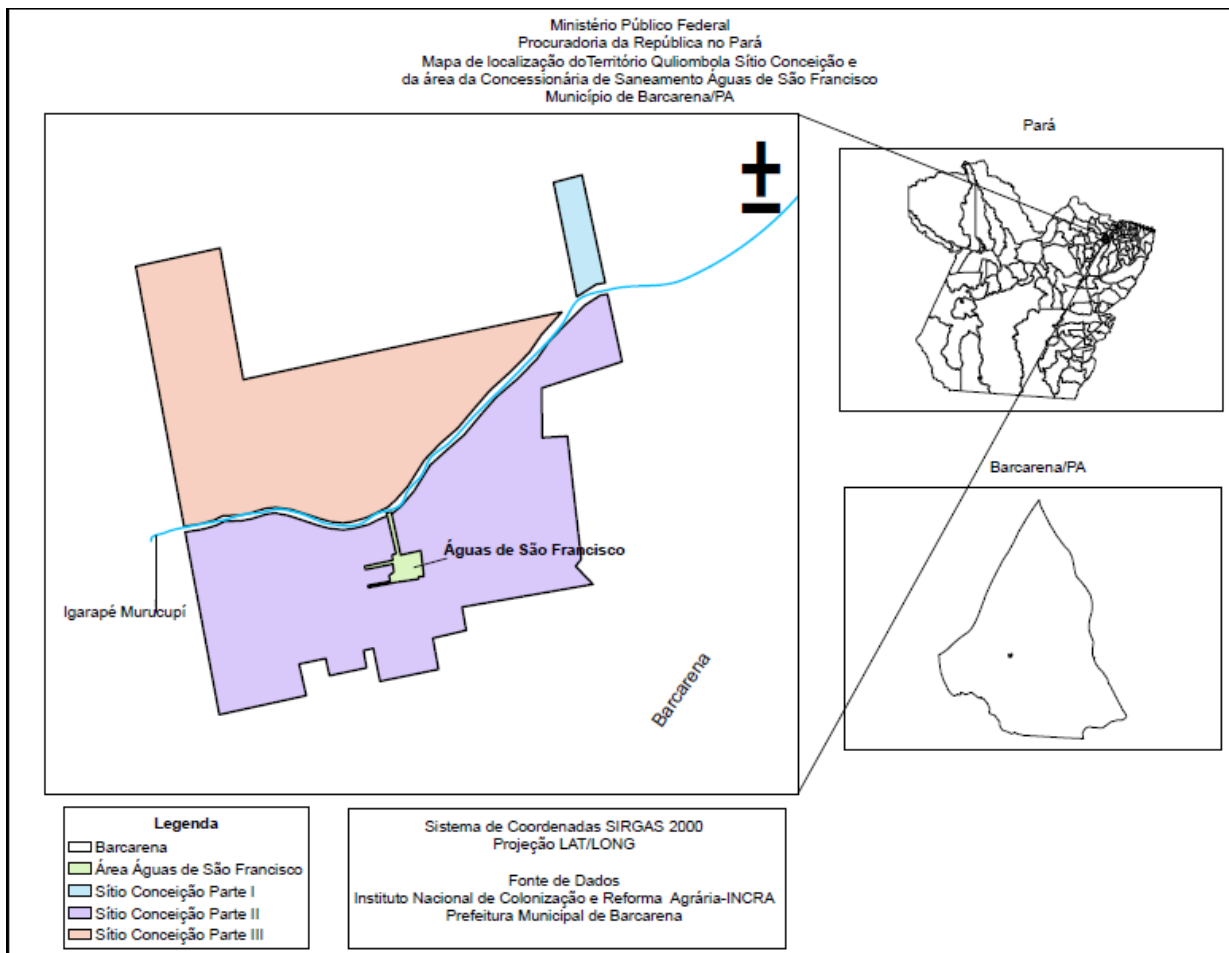 Ministério Público Federal
Procuradoria da República no Pará
Mapa de localização doTerritório Quliombola Sítio Conceição e
da área da Concessionária de Saneamento Águas de São Francisco
Município de Barcarena/PA
Pará
Barcarena/PA
Águas de São Francisco
Igarapé Murucupí
Barcarena
Legenda
Barcarena
Área Águas de São Francisco
Sítio Conceição Parte I
Sítio Conceição Parte II
Sítio Conceição Parte III
Sistema de Coordenadas SIRGAS 2000
Projeção LAT/LONG
Fonte de Dados
Instituto Nacional de Colonização e Reforma Agrária-INCRA
Prefeitura Municipal de Barcarena